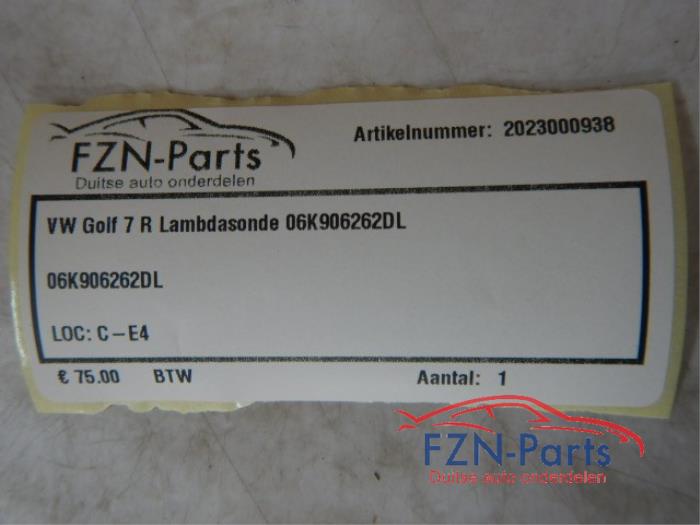 FZN-Parts
Duitse auto onderdelen
Artikelnummer: 2023000938
VW Golf 7 R Lambdasonde 06K906262DL
06K906262DL
LOC: C-E4
€ 75.00 BTW Aantal: 1
FZN-Parts
Duitse auto onderdelen